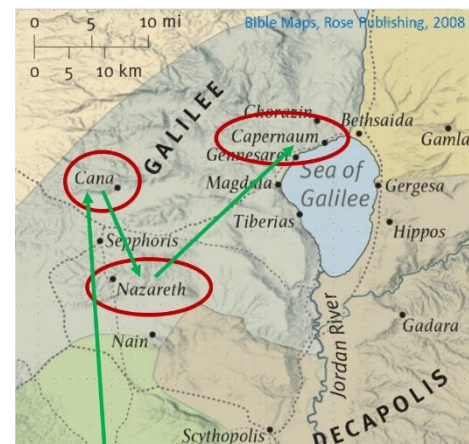 0 5 10 mi
0 5 10 km
Bible Maps, Rose Publishing, 2008
GALILEE
Chorazin
Capernaum
Bethsaida
Gamla
Gennesaret
Cana
Magdala
Sea of
Galilee
Gergesa
Tiberias
Hippos
Sepphoris
Nazareth
Jordan River
Gadara
Nain
DECAPOLIS
Scythopolis